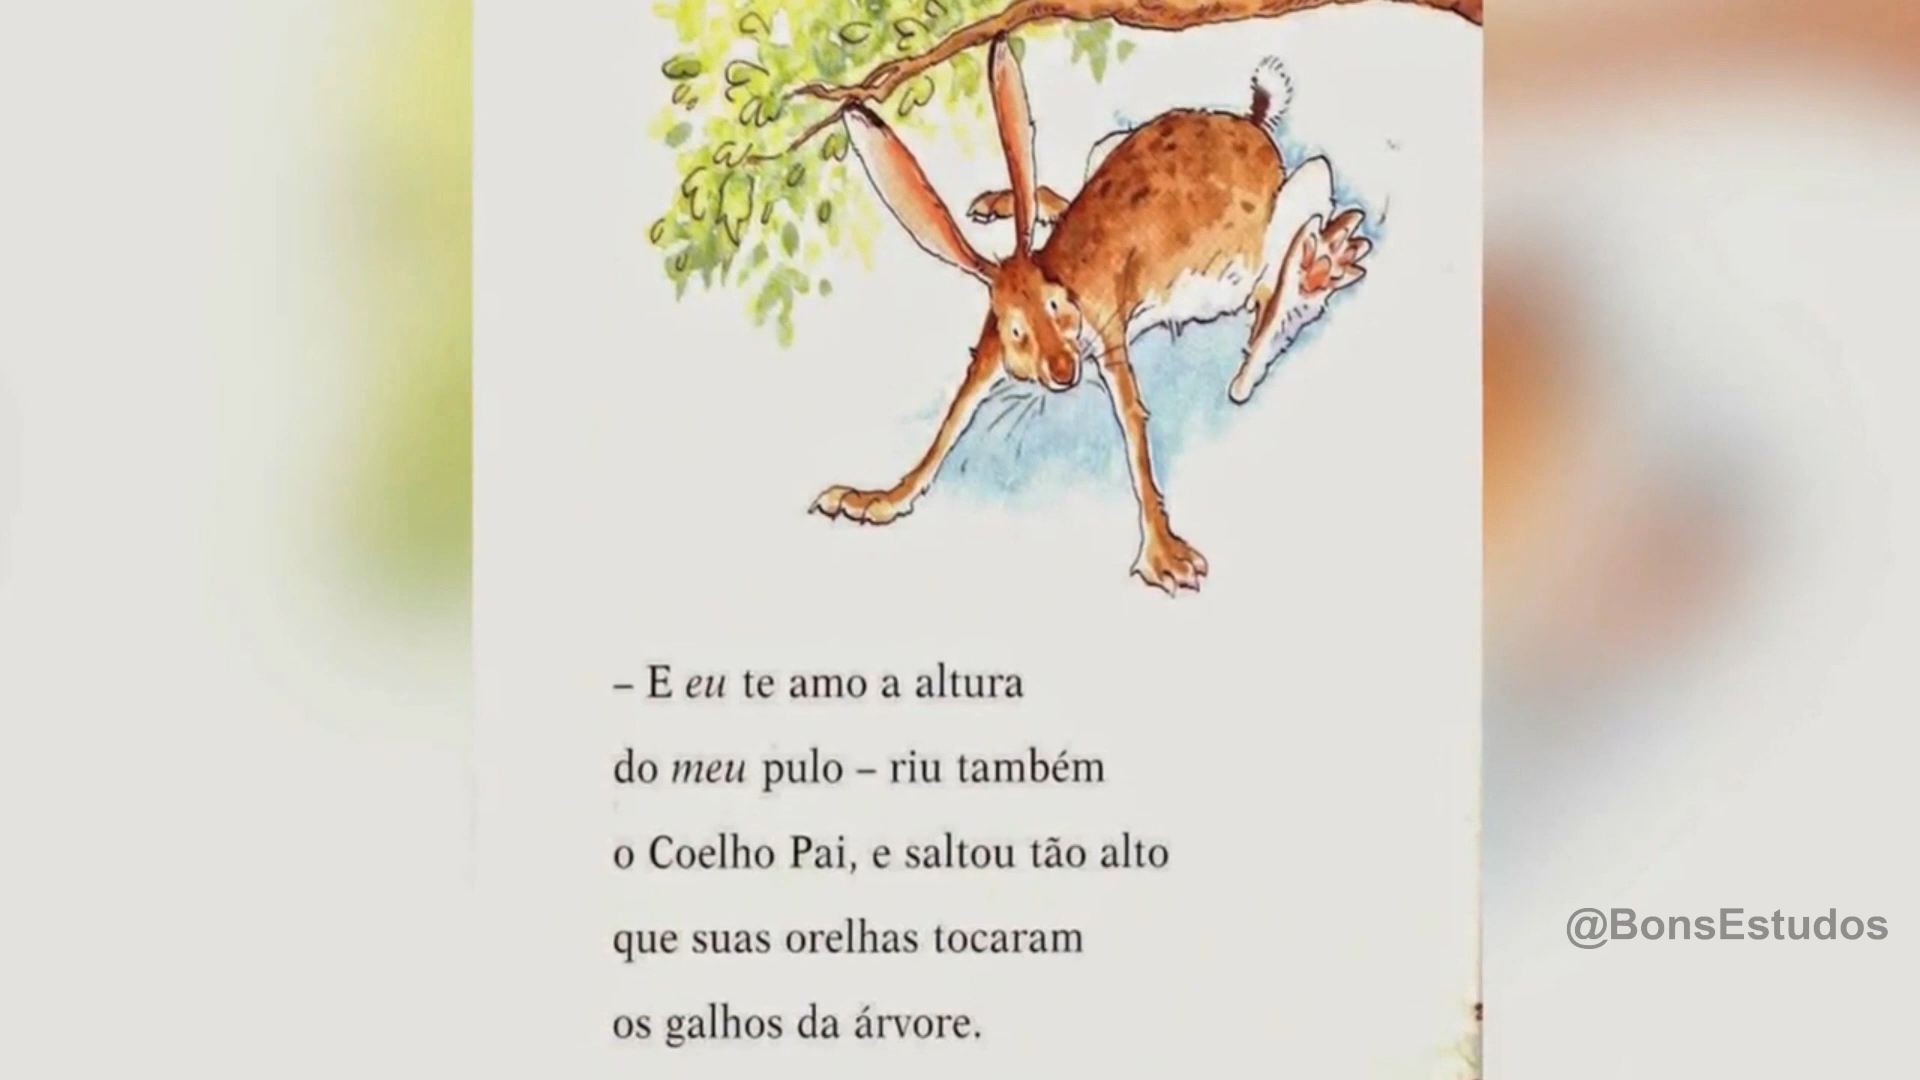 – E eu te amo a altura
do meu pulo – riu também
o Coelho Pai, e saltou tão alto
que suas orelhas tocaram
os galhos da árvore.
@BonsEstudos